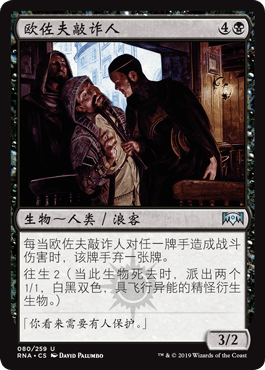 欧佐夫敲诈人 4
生物～人类／浪客
每当欧佐夫敲诈人对任一牌手造成战斗
伤害时，该牌手弃一张牌。
往生2（当此生物死去时，派出两个
1/1，白黑双色，具飞行异能的精怪衍生
生物。）
「你看来需要有人保护。」
3/2
080/259 U
RNA • CS DAVID PALUMBO
™ & © 2019 Wizards of the Coast